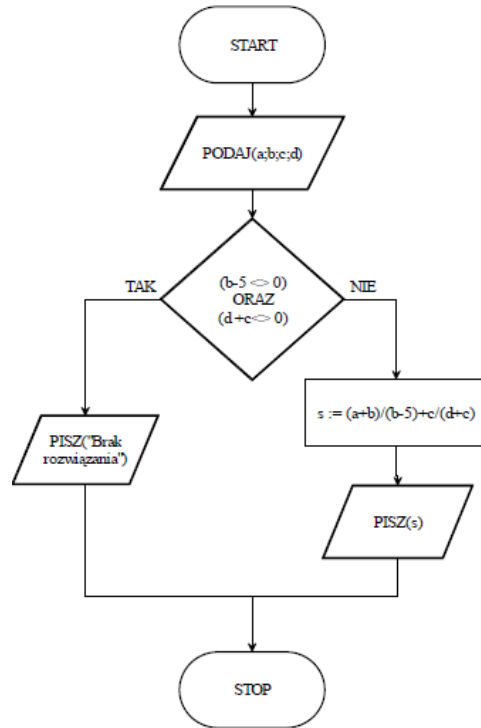 START
PODAJ(a;b;c;d)
TAK
(b-5 <> 0)
ORAZ
(d+c<> 0)
NIE
s := (a+b)/(b-5)+c/(d+c)
PISZ("Brak
rozwiązania")
PISZ(s)
STOP